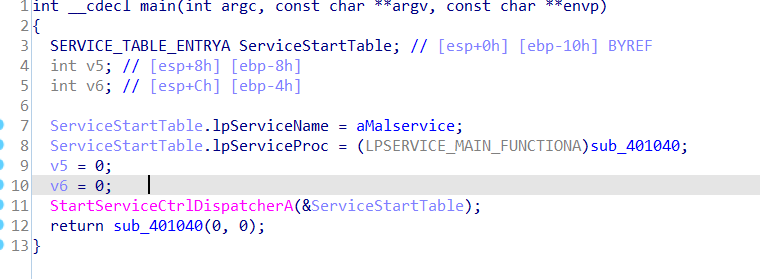 1 int __cdecl main(int argc, const char **argv, const char **envp)
2 {
3 SERVICE_TABLE_ENTRYA ServiceStartTable; // [esp+0h] [ebp-10h] BYREF
4 int v5; // [esp+8h] [ebp-8h]
5 int v6; // [esp+Ch] [ebp-4h]
6
7 ServiceStartTable.lpServiceName = aMalservice;
8 ServiceStartTable.lpServiceProc = (LPSERVICE_MAIN_FUNCTIONA)sub_401040;
9 v5 = 0;
10 v6 = 0;
11 StartServiceCtrlDispatcherA(&ServiceStartTable);
12 return sub_401040(0, 0);
13 }